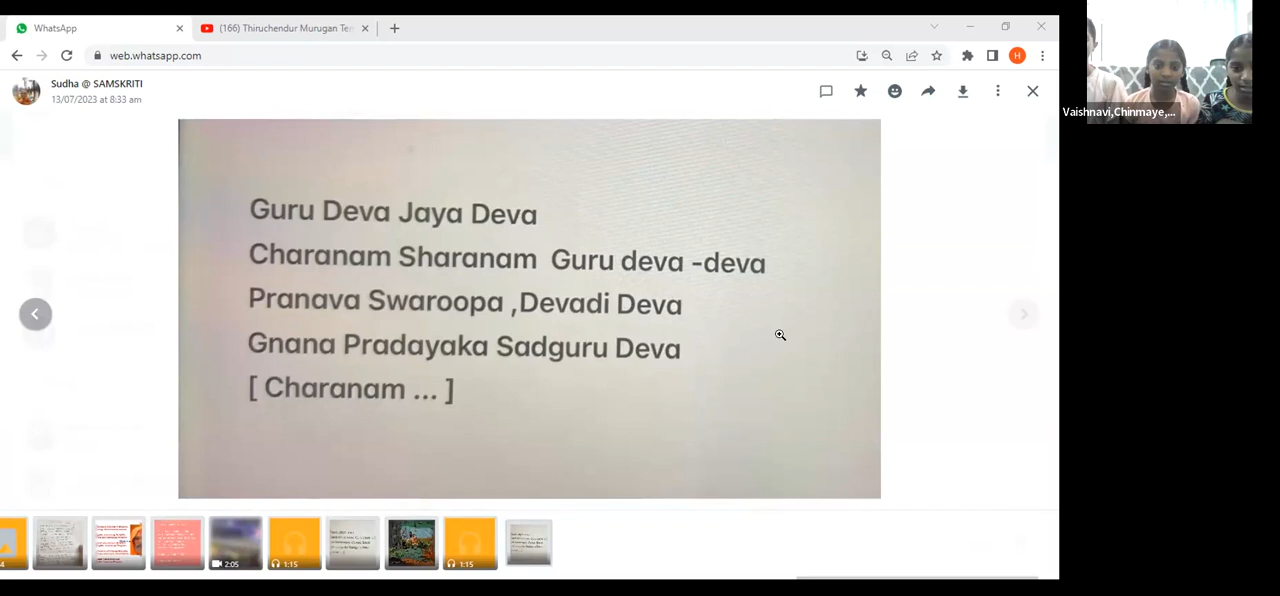 WhatsApp
(166) Thiruchendur Murugan Tem
web.whatsapp.com
H
Sudha @ SAMSKRITI
13/07/2023 at 8:33 am
Vaishnavi,Chinmaye,...
Guru Deva Jaya Deva
Charanam Sharanam Guru deva -deva
Pranava Swaroopa ,Devadi Deva
Gnana Pradayaka Sadguru Deva
[ Charanam ... ]
2:05
1:15
1:15